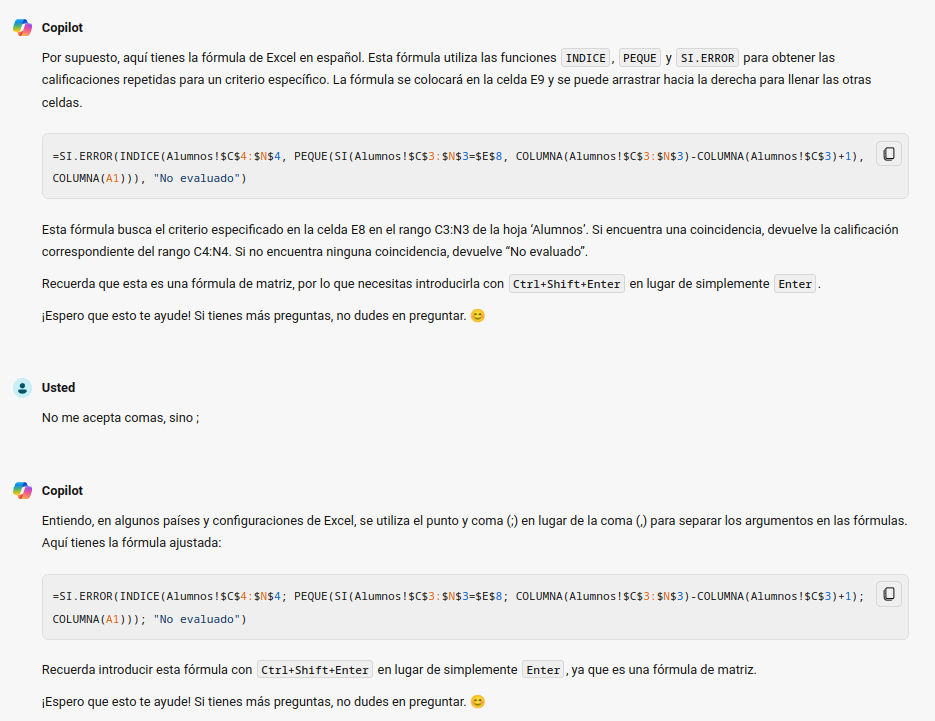 Copilot
Por supuesto, aquí tienes la fórmula de Excel en español. Esta fórmula utiliza las funciones INDICE , PEQUE y SI.ERROR para obtener las
calificaciones repetidas para un criterio específico. La fórmula se colocará en la celda E9 y se puede arrastrar hacia la derecha para llenar las otras
celdas.
=SI.ERROR(INDICE(Alumnos!$C$4:$N$4, PEQUE(SI(Alumnos!$C$3:$N$3=$E$8, COLUMNA(Alumnos!$C$3:$N$3)-COLUMNA(Alumnos!$C$3)+1),
COLUMNA(A1))), "No evaluado")
Esta fórmula busca el criterio especificado en la celda E8 en el rango C3:N3 de la hoja ‘Alumnos’. Si encuentra una coincidencia, devuelve la calificación
correspondiente del rango C4:N4. Si no encuentra ninguna coincidencia, devuelve “No evaluado”.
Recuerda que esta es una fórmula de matriz, por lo que necesitas introducirla con Ctrl+Shift+Enter en lugar de simplemente Enter .
¡Espero que esto te ayude! Si tienes más preguntas, no dudes en preguntar. 😊
Usted
No me acepta comas, sino ;
Copilot
Entiendo, en algunos países y configuraciones de Excel, se utiliza el punto y coma (;) en lugar de la coma (,) para separar los argumentos en las fórmulas.
Aquí tienes la fórmula ajustada:
=SI.ERROR(INDICE(Alumnos!$C$4:$N$4; PEQUE(SI(Alumnos!$C$3:$N$3=$E$8; COLUMNA(Alumnos!$C$3:$N$3)-COLUMNA(Alumnos!$C$3)+1);
COLUMNA(A1))); "No evaluado")
Recuerda introducir esta fórmula con Ctrl+Shift+Enter en lugar de simplemente Enter , ya que es una fórmula de matriz.
¡Espero que esto te ayude! Si tienes más preguntas, no dudes en preguntar. 😊